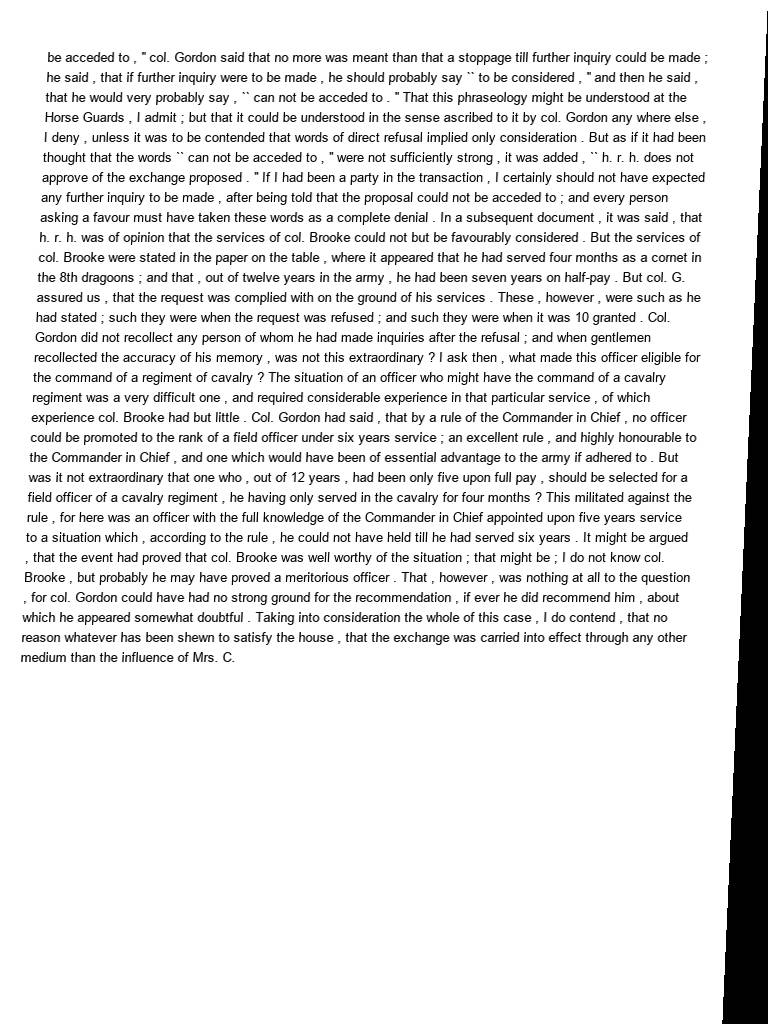 be acceded to , " col. Gordon said that no more was meant than that a stoppage till further inquiry could be made ;
he said , that if further inquiry were to be made , he should probably say `` to be considered , " and then he said ,
that he would very probably say , `` can not be acceded to . " That this phraseology might be understood at the
Horse Guards , I admit ; but that it could be understood in the sense ascribed to it by col. Gordon any where else ,
I deny , unless it was to be contended that words of direct refusal implied only consideration . But as if it had been
thought that the words `` can not be acceded to , " were not sufficiently strong , it was added , `` h. r. h. does not
approve of the exchange proposed . " If I had been a party in the transaction , I certainly should not have expected
any further inquiry to be made , after being told that the proposal could not be acceded to ; and every person
asking a favour must have taken these words as a complete denial . In a subsequent document , it was said , that
h. r. h. was of opinion that the services of col. Brooke could not but be favourably considered . But the services of
col. Brooke were stated in the paper on the table , where it appeared that he had served four months as a cornet in
the 8th dragoons ; and that , out of twelve years in the army , he had been seven years on half-pay . But col. G.
assured us , that the request was complied with on the ground of his services . These , however , were such as he
had stated ; such they were when the request was refused ; and such they were when it was 10 granted . Col.
Gordon did not recollect any person of whom he had made inquiries after the refusal ; and when gentlemen
recollected the accuracy of his memory , was not this extraordinary ? I ask then , what made this officer eligible for
the command of a regiment of cavalry ? The situation of an officer who might have the command of a cavalry
regiment was a very difficult one , and required considerable experience in that particular service , of which
experience col. Brooke had but little . Col. Gordon had said , that by a rule of the Commander in Chief , no officer
could be promoted to the rank of a field officer under six years service ; an excellent rule , and highly honourable to
the Commander in Chief , and one which would have been of essential advantage to the army if adhered to . But
was it not extraordinary that one who , out of 12 years , had been only five upon full pay , should be selected for a
field officer of a cavalry regiment , he having only served in the cavalry for four months ? This militated against the
rule , for here was an officer with the full knowledge of the Commander in Chief appointed upon five years service
to a situation which , according to the rule , he could not have held till he had served six years . It might be argued
, that the event had proved that col. Brooke was well worthy of the situation ; that might be ; I do not know col.
Brooke , but probably he may have proved a meritorious officer . That , however , was nothing at all to the question
, for col. Gordon could have had no strong ground for the recommendation , if ever he did recommend him , about
which he appeared somewhat doubtful . Taking into consideration the whole of this case , I do contend , that no
reason whatever has been shewn to satisfy the house , that the exchange was carried into effect through any other
medium than the influence of Mrs. C.